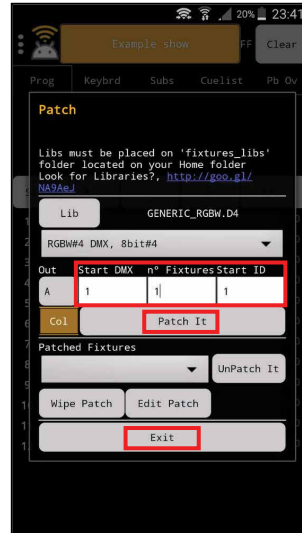 20% 23:41
Example show FF Clear
Prog Keybrd Subs Cuelist Pb Ov
Patch
Libs must be placed on 'fixtures_libs'
folder located on your Home folder
Look for Libraries?, http://goo.gl/
NA9AeJ
Lib GENERIC_RGBW.D4
RGBW#4 DMX, 8bit#4
Out Start DMX nº Fixtures Start ID
A 1 1 1
Col Patch It
Patched Fixtures
UnPatch It
Wipe Patch Edit Patch
Exit